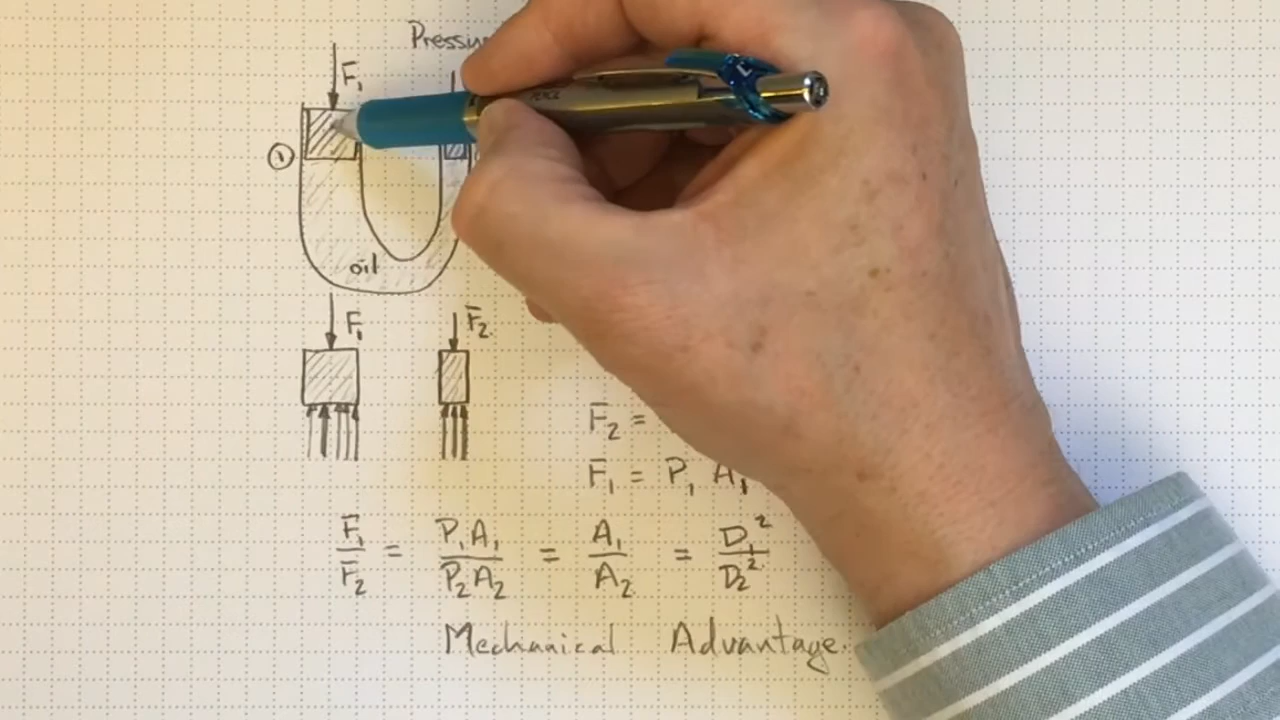 F₁
①
oil
F₁ F₂.
F₂ =
F₁ = P₁ A₁
F₁/F₂ = P₁A₁/P₂A₂ = A₁/A₂ = D₁²/D₂²
Mechanical Advantage.